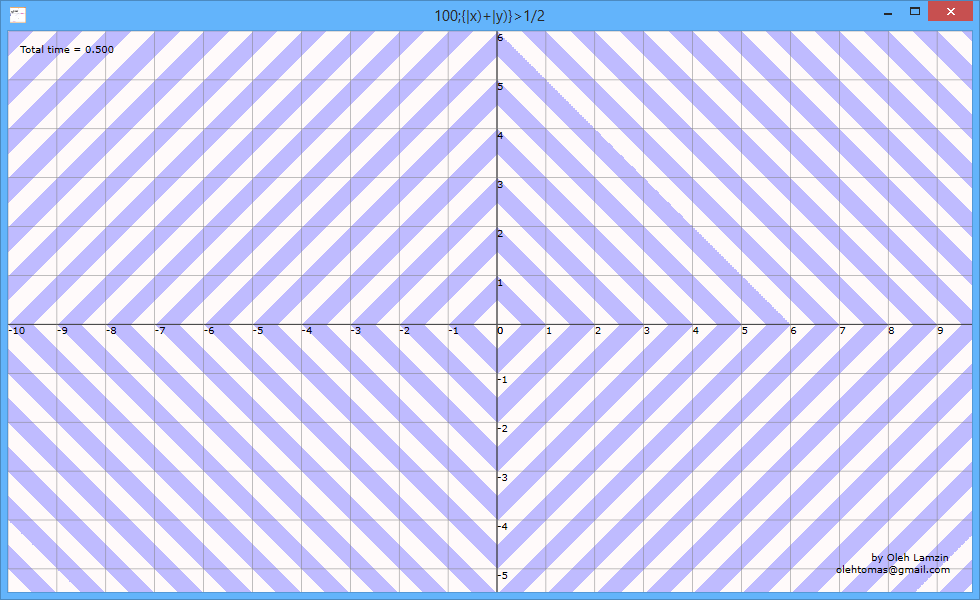 100;{|x)+|y)}>1/2
Total time = 0.500
6
5
4
3
2
1
-10 -9 -8 -7 -6 -5 -4 -3 -2 -1 0 1 2 3 4 5 6 7 8 9
-1
-2
-3
-4
-5
by Oleh Lamzin
olehtomas@gmail.com